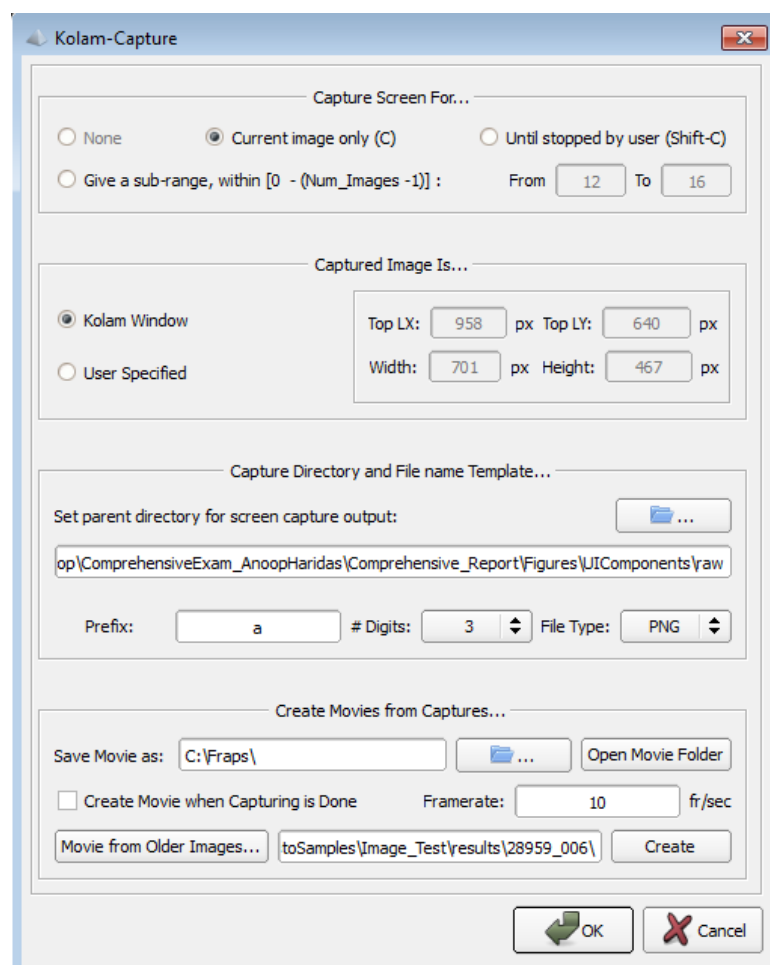 Kolam-Capture
Capture Screen For...
None Current image only (C) Until stopped by user (Shift-C)
Give a sub-range, within [0 - (Num_Images -1)] : From 12 To 16
Captured Image Is...
Kolam Window
Top LX: 958 px Top LY: 640 px
User Specified
Width: 701 px Height: 467 px
Capture Directory and File name Template...
Set parent directory for screen capture output: ...
op\ComprehensiveExam_AnoopHaridas\Comprehensive_Report\Figures\UIComponents\raw
Prefix: a # Digits: 3 File Type: PNG
Create Movies from Captures...
Save Movie as: C:\Fraps\ ... Open Movie Folder
Create Movie when Capturing is Done Framerate: 10 fr/sec
Movie from Older Images... toSamples\Image_Test\results\28959_006\ Create
OK Cancel